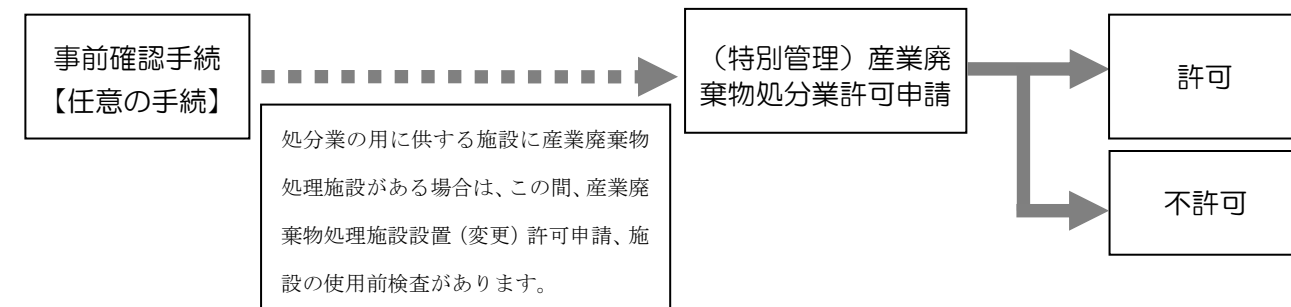 事前確認手続
【任意の手続】
処分業の用に供する施設に産業廃棄物
処理施設がある場合は、この間、産業廃
棄物処理施設設置（変更）許可申請、施
設の使用前検査があります。
（特別管理）産業廃
棄物処分業許可申請
許可
不許可